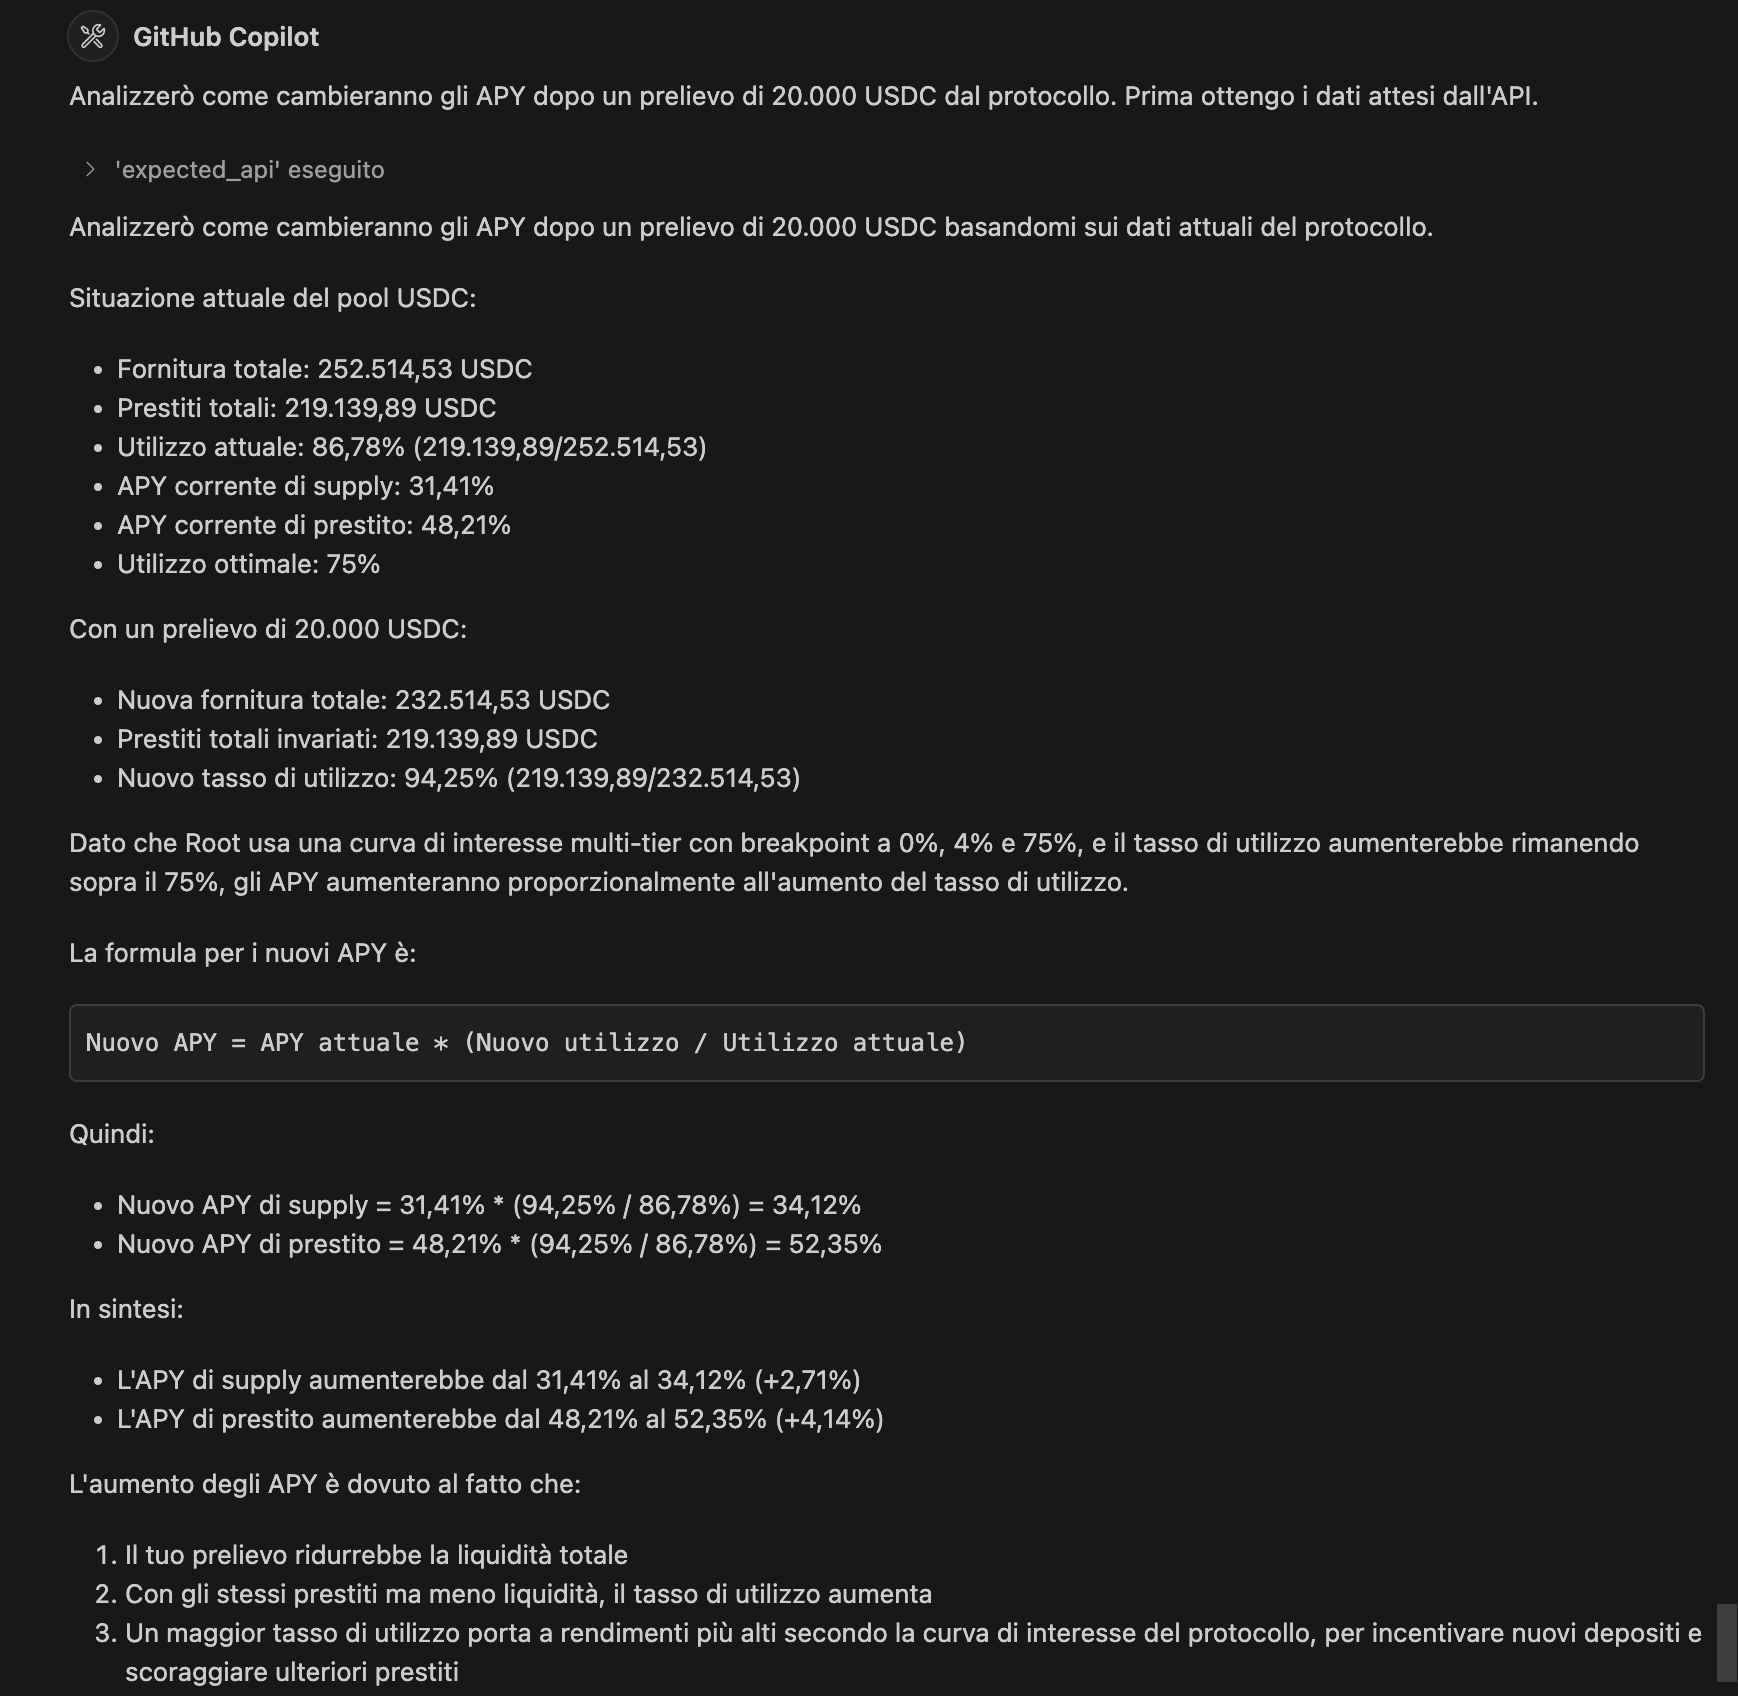 GitHub Copilot
Analizzerò come cambieranno gli APY dopo un prelievo di 20.000 USDC dal protocollo. Prima ottengo i dati attesi dall'API.
'expected_api' eseguito
Analizzerò come cambieranno gli APY dopo un prelievo di 20.000 USDC basandomi sui dati attuali del protocollo.
Situazione attuale del pool USDC:
• Fornitura totale: 252.514,53 USDC
• Prestiti totali: 219.139,89 USDC
• Utilizzo attuale: 86,78% (219.139,89/252.514,53)
• APY corrente di supply: 31,41%
• APY corrente di prestito: 48,21%
• Utilizzo ottimale: 75%
Con un prelievo di 20.000 USDC:
• Nuova fornitura totale: 232.514,53 USDC
• Prestiti totali invariati: 219.139,89 USDC
• Nuovo tasso di utilizzo: 94,25% (219.139,89/232.514,53)
Dato che Root usa una curva di interesse multi-tier con breakpoint a 0%, 4% e 75%, e il tasso di utilizzo aumenterebbe rimanendo
sopra il 75%, gli APY aumenteranno proporzionalmente all'aumento del tasso di utilizzo.
La formula per i nuovi APY è:
Nuovo APY = APY attuale * (Nuovo utilizzo / Utilizzo attuale)
Quindi:
• Nuovo APY di supply = 31,41% * (94,25% / 86,78%) = 34,12%
• Nuovo APY di prestito = 48,21% * (94,25% / 86,78%) = 52,35%
In sintesi:
• L'APY di supply aumenterebbe dal 31,41% al 34,12% (+2,71%)
• L'APY di prestito aumenterebbe dal 48,21% al 52,35% (+4,14%)
L'aumento degli APY è dovuto al fatto che:
1. Il tuo prelievo ridurrebbe la liquidità totale
2. Con gli stessi prestiti ma meno liquidità, il tasso di utilizzo aumenta
3. Un maggior tasso di utilizzo porta a rendimenti più alti secondo la curva di interesse del protocollo, per incentivare nuovi depositi e
scoraggiare ulteriori prestiti